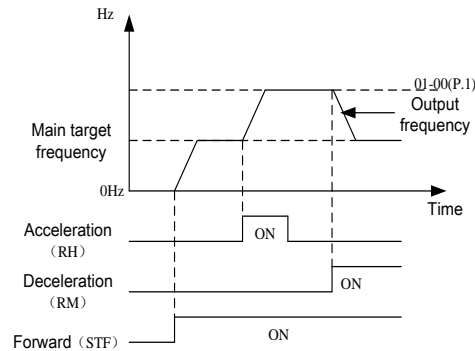 Hz
01-00(P.1)
Output
frequency
Main target
frequency
0Hz
Time
Acceleration
(RH)
ON
Deceleration
(RM)
ON
Forward (STF)
ON